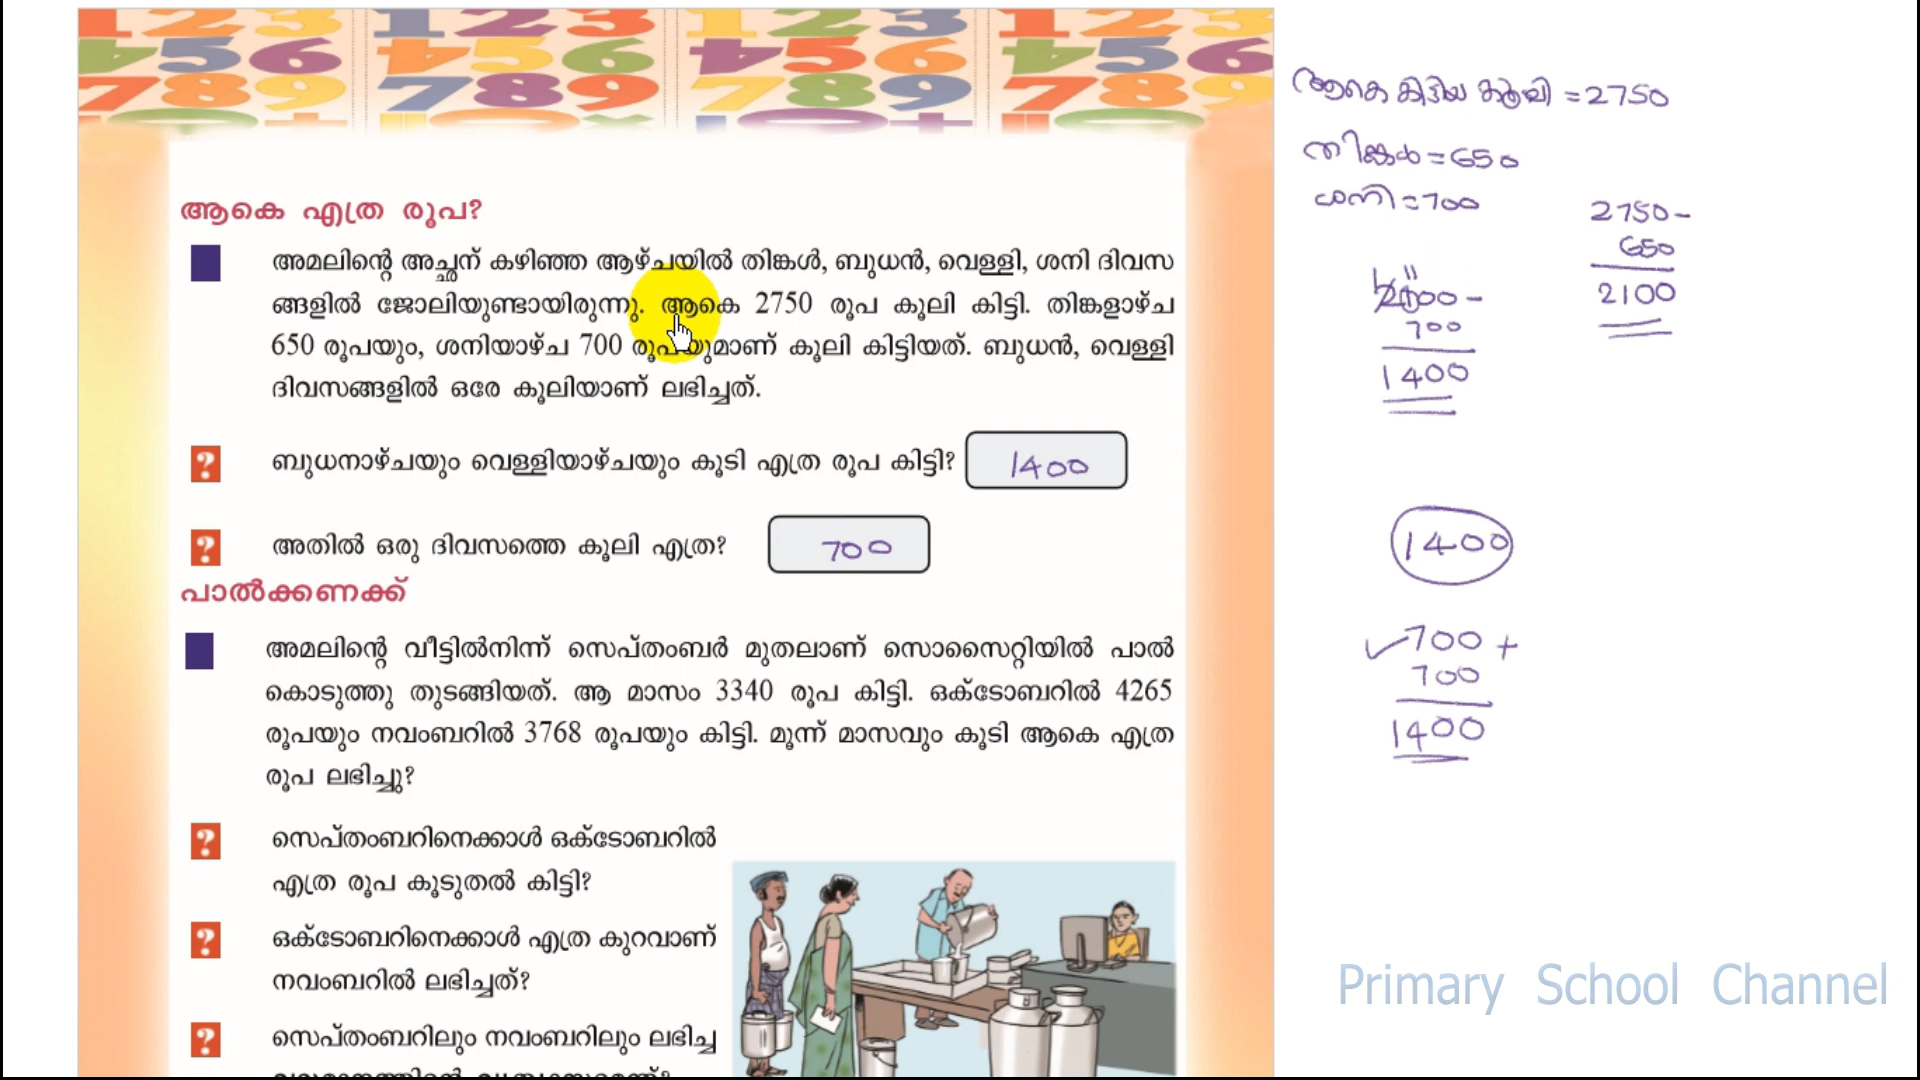 ആകെ എത്ര രൂപ?
അമലിന്റെ അച്ഛന് കഴിഞ്ഞ ആഴ്ചയിൽ തിങ്കൾ, ബുധൻ, വെള്ളി, ശനി ദിവസ
ങ്ങളിൽ ജോലിയുണ്ടായിരുന്നു. ആകെ 2750 രൂപ കൂലി കിട്ടി. തിങ്കളാഴ്ച
650 രൂപയും, ശനിയാഴ്ച 700 രൂപയുമാണ് കൂലി കിട്ടിയത്. ബുധൻ, വെള്ളി
ദിവസങ്ങളിൽ ഒരേ കൂലിയാണ് ലഭിച്ചത്.
ബുധനാഴ്ചയും വെള്ളിയാഴ്ചയും കൂടി എത്ര രൂപ കിട്ടി? 1400
അതിൽ ഒരു ദിവസത്തെ കൂലി എത്ര? 700
പാൽക്കണക്ക്
അമലിന്റെ വീട്ടിൽനിന്ന് സെപ്തംബർ മുതലാണ് സൊസൈറ്റിയിൽ പാൽ
കൊടുത്തു തുടങ്ങിയത്. ആ മാസം 3340 രൂപ കിട്ടി. ഒക്ടോബറിൽ 4265
രൂപയും നവംബറിൽ 3768 രൂപയും കിട്ടി. മൂന്ന് മാസവും കൂടി ആകെ എത്ര
രൂപ ലഭിച്ചു?
സെപ്തംബറിനെക്കാൾ ഒക്ടോബറിൽ
എത്ര രൂപ കൂടുതൽ കിട്ടി?
ഒക്ടോബറിനെക്കാൾ എത്ര കുറവാണ്
നവംബറിൽ ലഭിച്ചത്?
സെപ്തംബറിലും നവംബറിലും ലഭിച്ച
ആകെ കിട്ടിയ കൂലി = 2750
തിങ്കൾ = 650
ശനി = 700
2750 -
650
2100
2100 -
700
1400
1400
700 +
700
1400
Primary School Channel